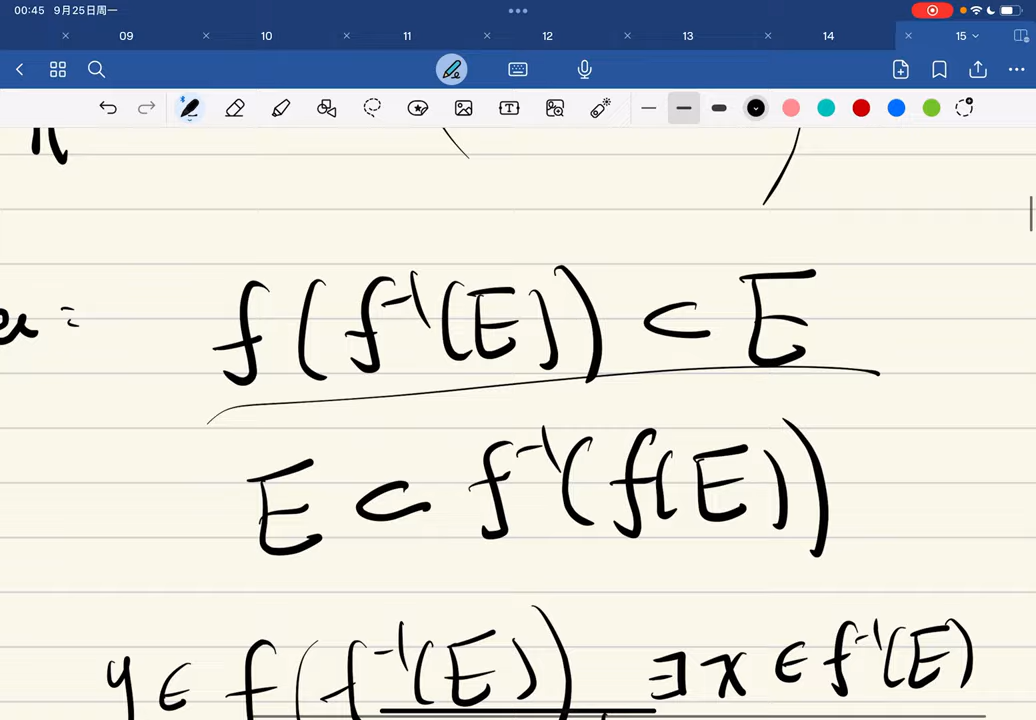 00:45 9月25日周一
09 10 11 12 13 14 15
f(f⁻¹(E)) ⊂ E
E ⊂ f⁻¹(f(E))
y ∈ f(f⁻¹(E)) ∃ x ∈ f⁻¹(E)